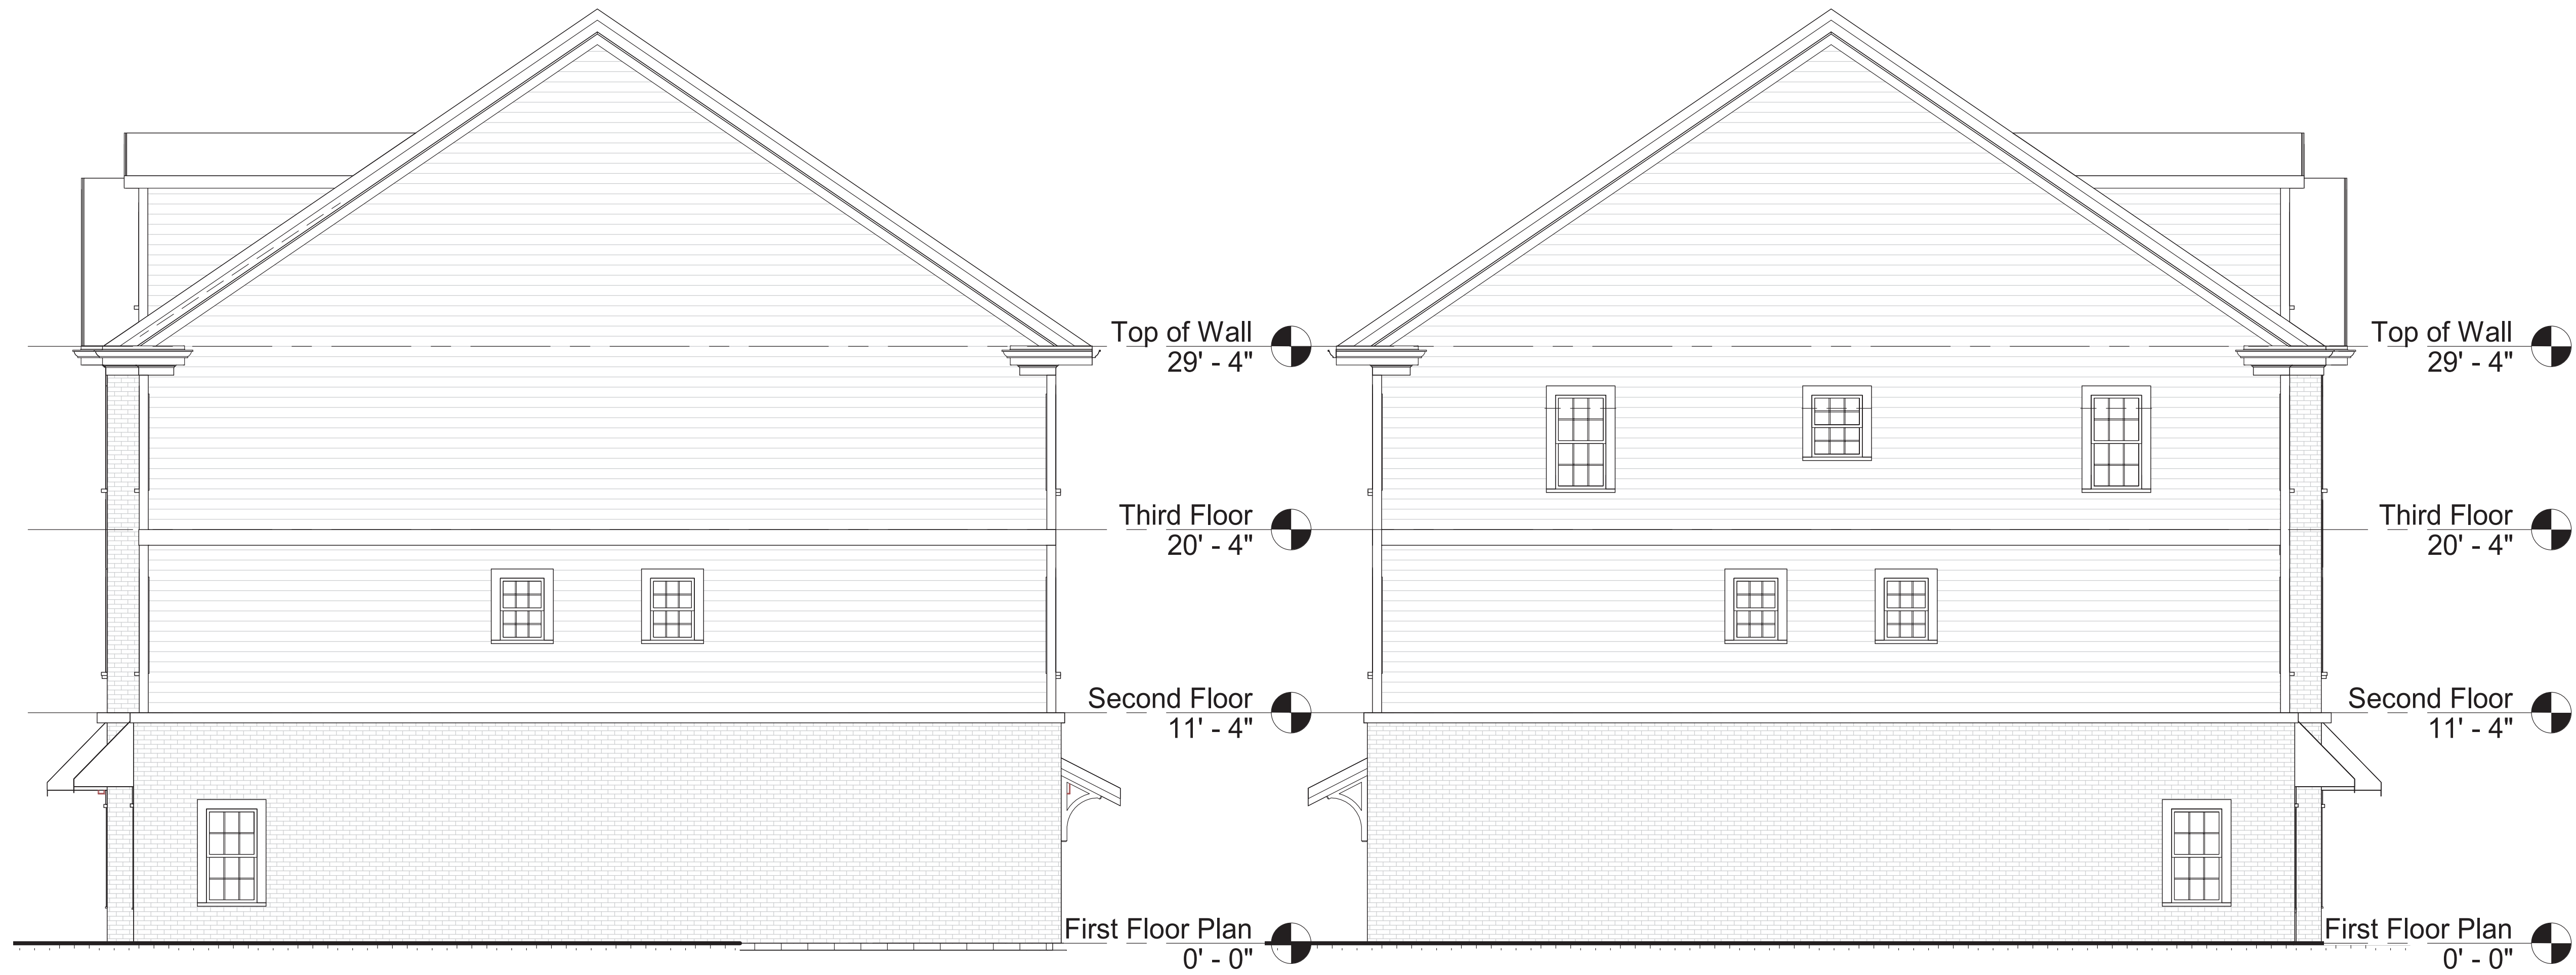 Top of Wall
29' - 4"
Top of Wall
29' - 4"
Third Floor
20' - 4"
Third Floor
20' - 4"
Second Floor
11' - 4"
Second Floor
11' - 4"
First Floor Plan
0' - 0"
First Floor Plan
0' - 0"